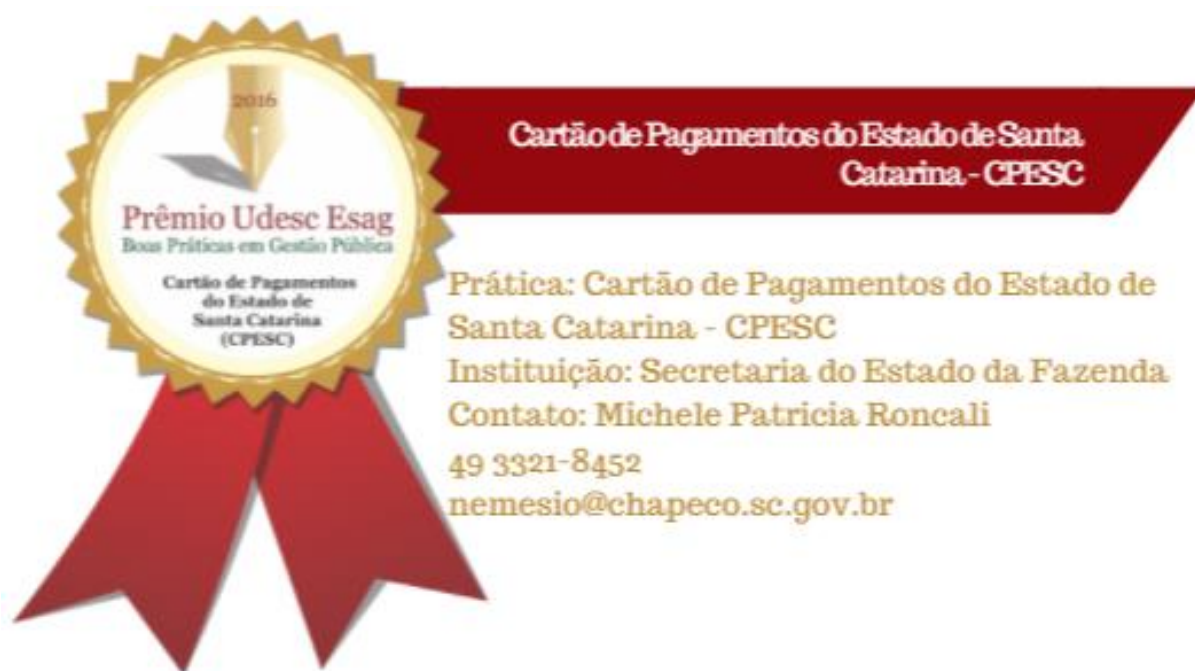 2016
Prêmio Udesc Esag
Boas Práticas em Gestão Pública
Cartão de Pagamentos
do Estado de
Santa Catarina
(CPESC)
Cartão de Pagamentos do Estado de Santa
Catarina - CPESC
Prática: Cartão de Pagamentos do Estado de
Santa Catarina - CPESC
Instituição: Secretaria do Estado da Fazenda
Contato: Michele Patricia Roncali
49 3321-8452
nemesio@chapeco.sc.gov.br